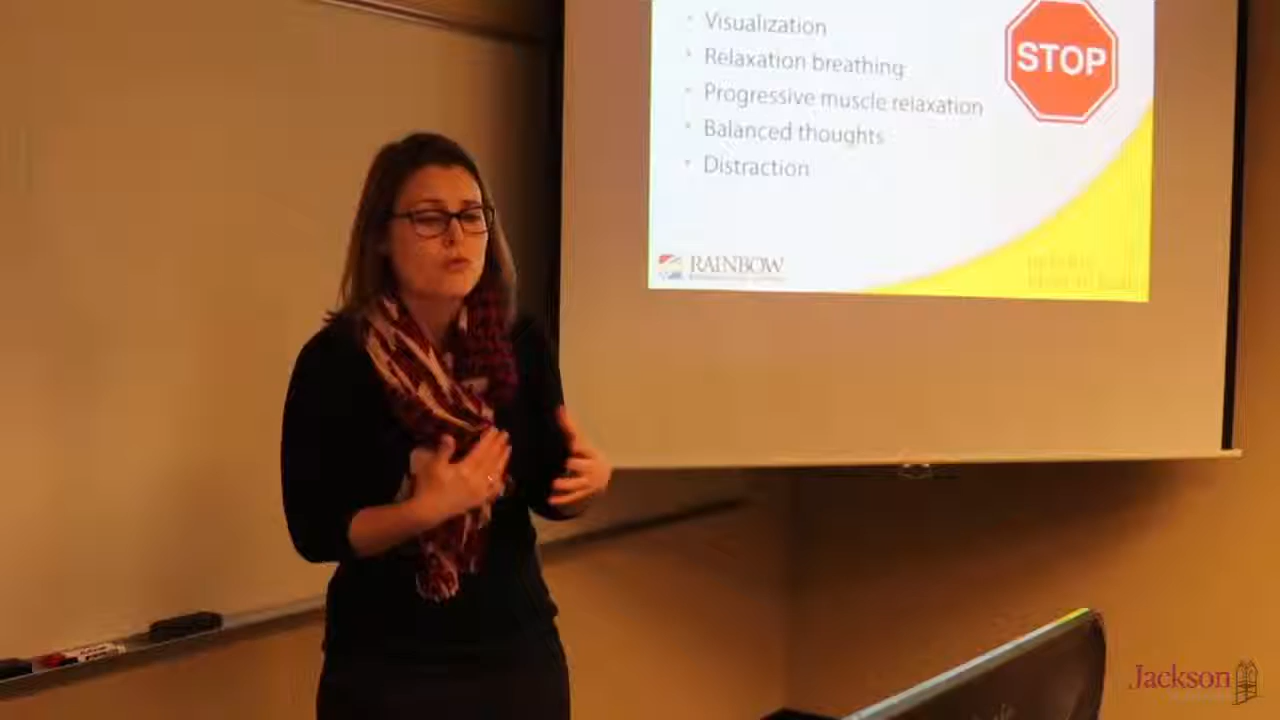 Visualization
Relaxation breathing
Progressive muscle relaxation
Balanced thoughts
Distraction
STOP
RAINBOW
Jackson